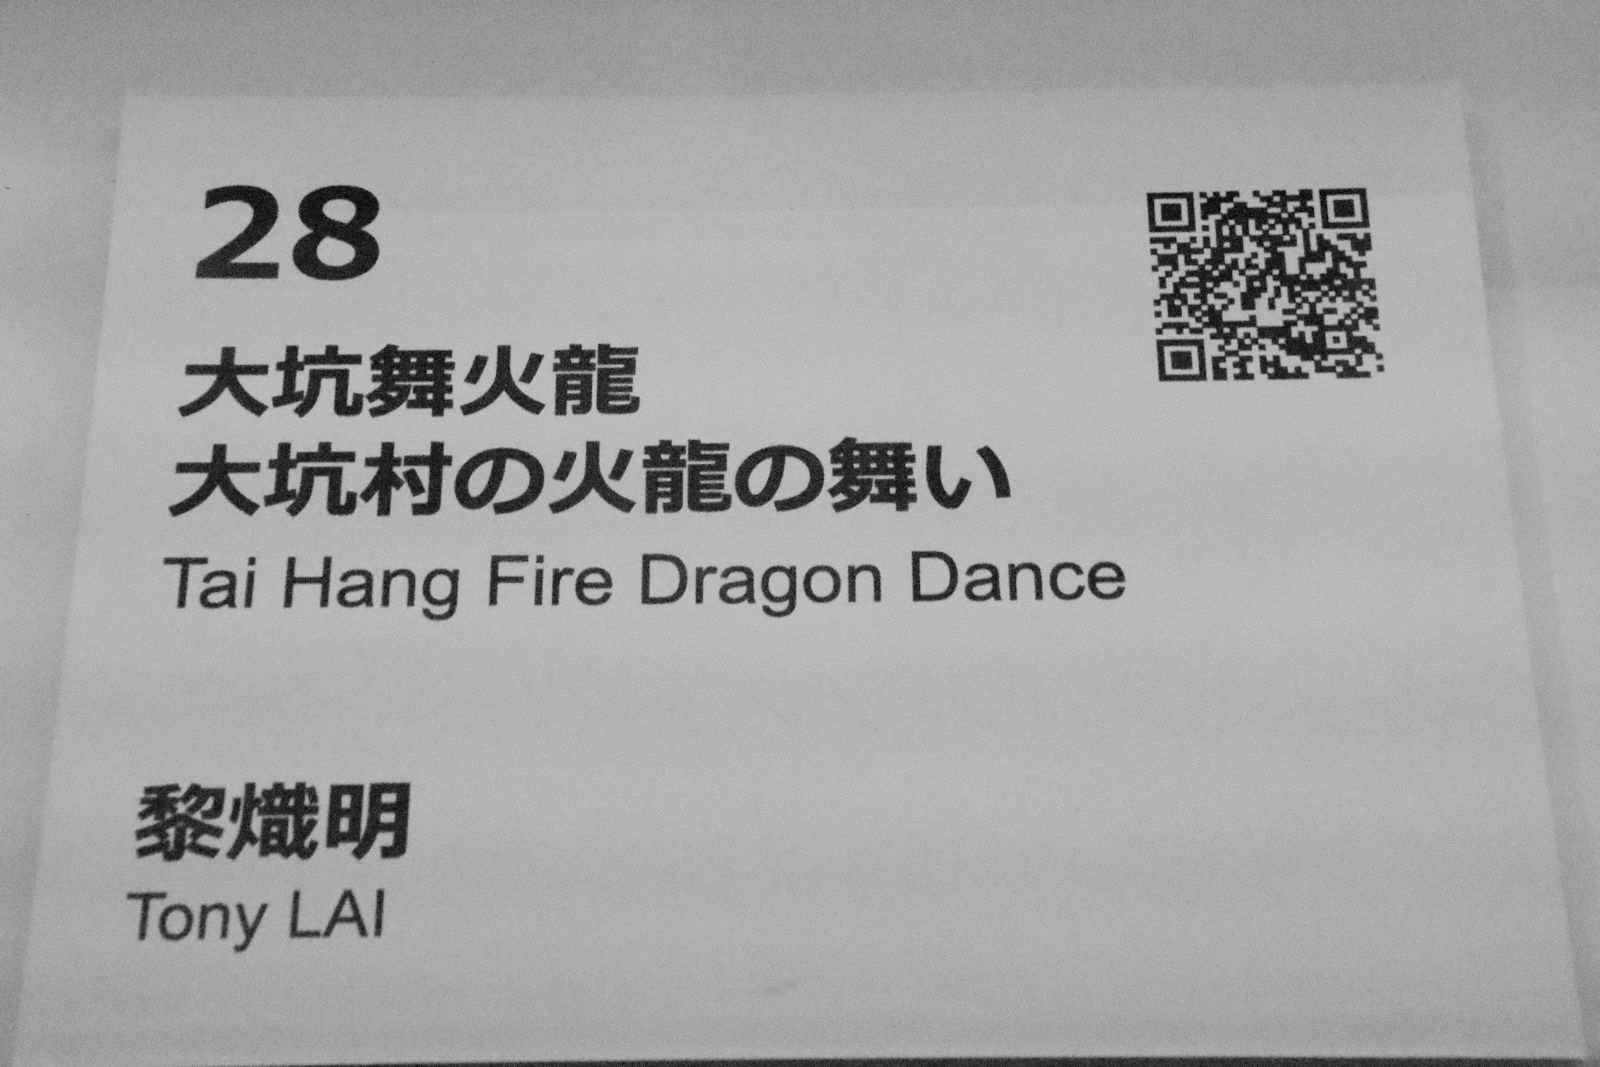 28
大坑舞火龍
大坑村の火龍の舞い
Tai Hang Fire Dragon Dance
黎熾明
Tony LAI